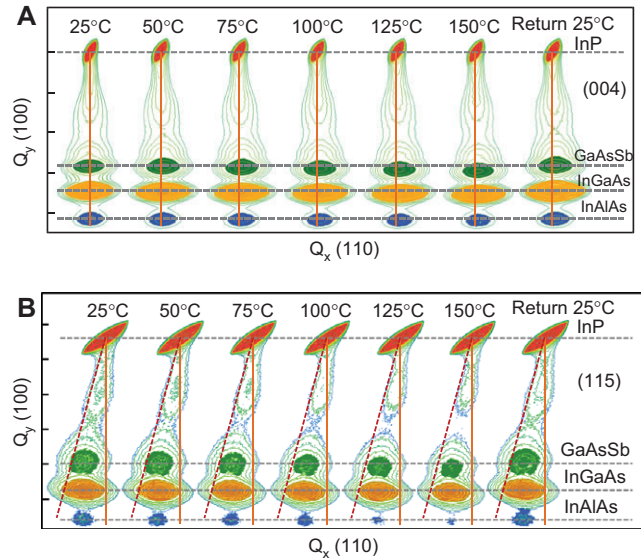 A
25°C 50°C 75°C 100°C 125°C 150°C Return 25°C
InP
(004)
GaAsSb
InGaAs
InAlAs
Qy (100)
Qx (110)
B
25°C 50°C 75°C 100°C 125°C 150°C Return 25°C
InP
(115)
GaAsSb
InGaAs
InAlAs
Qy (100)
Qx (110)